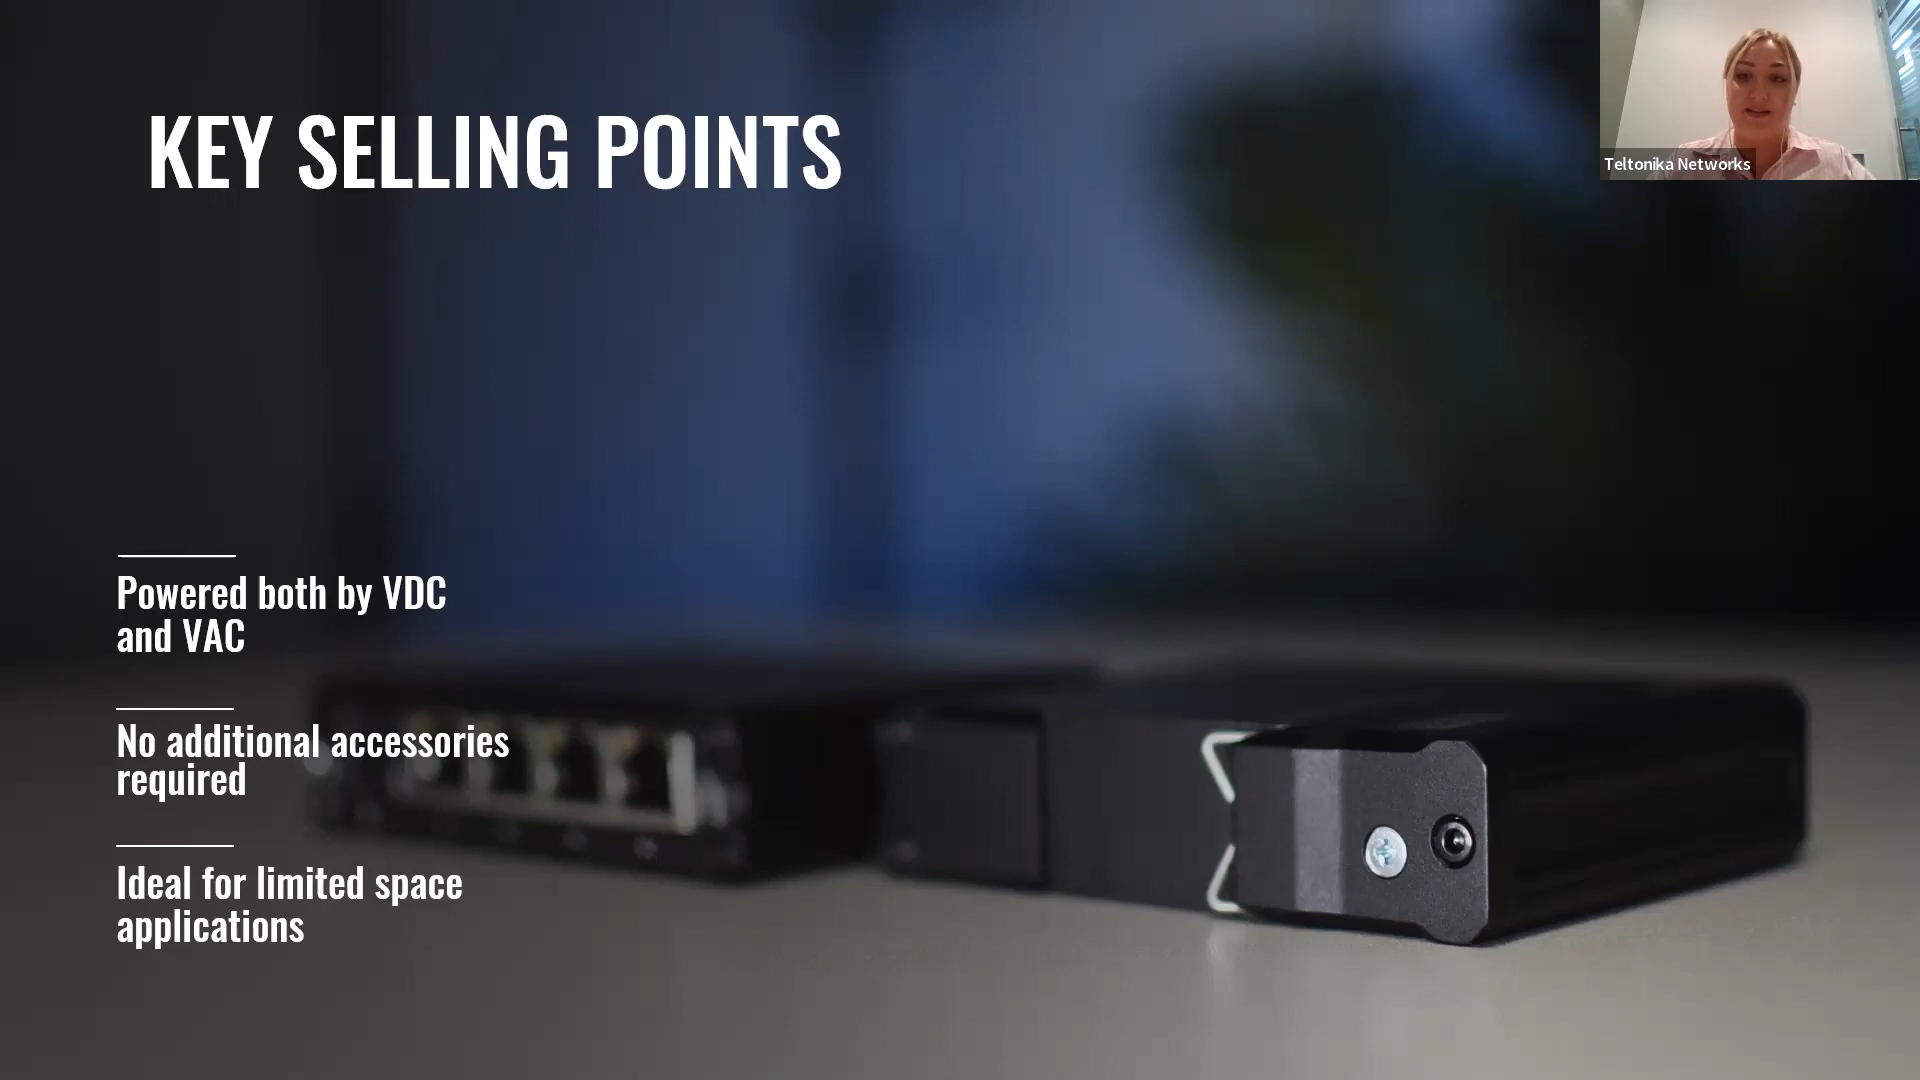 KEY SELLING POINTS
Teltonika Networks
Powered both by VDC
and VAC
No additional accessories
required
Ideal for limited space
applications